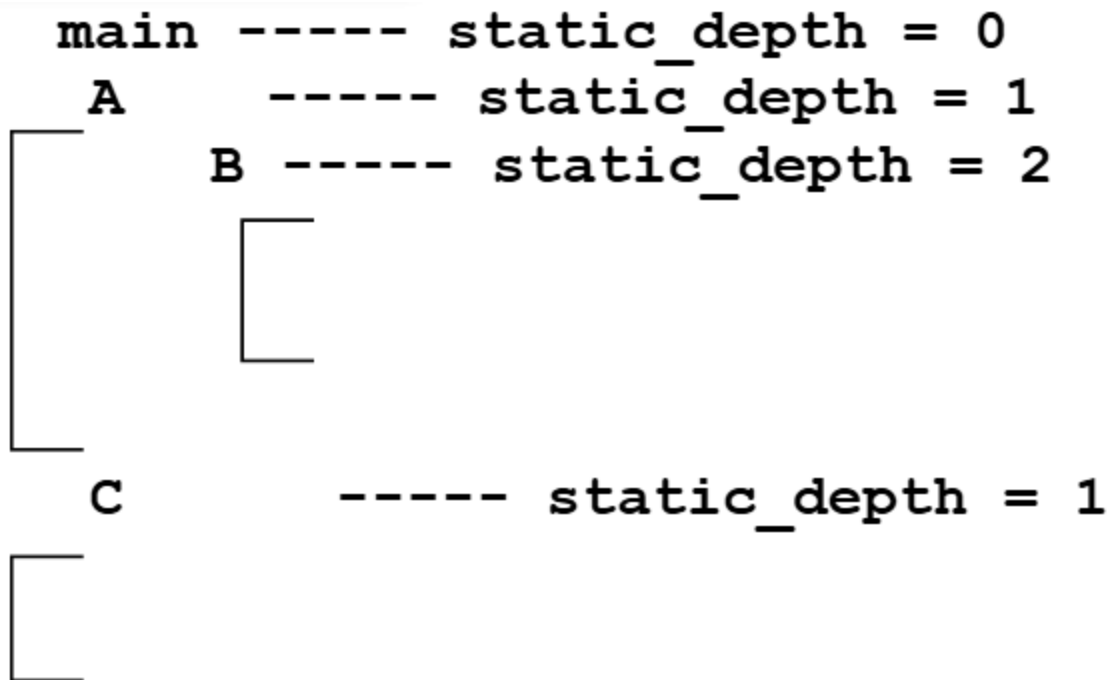 main ----- static_depth = 0
A ----- static_depth = 1
B ----- static_depth = 2
C ----- static_depth = 1